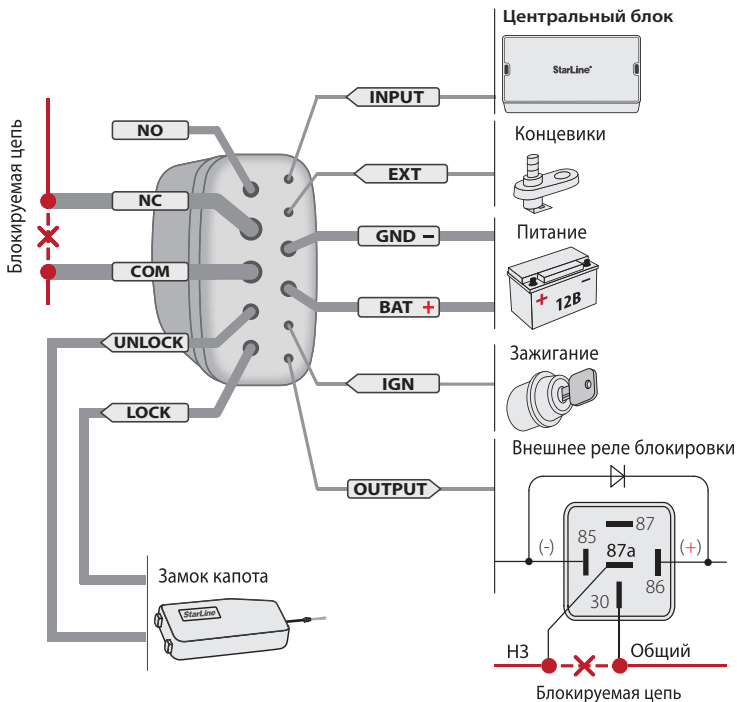 Центральный блок
StarLine®
INPUT
NO
Концевики
EXT
Блокируемая цепь
NC
GND –
Питание
COM
BAT +
+ 12В –
UNLOCK
Зажигание
IGN
LOCK
Внешнее реле блокировки
OUTPUT
87
85
(-)
87а
(+)
86
30
Замок капота
StarLine
НЗ
Общий
Блокируемая цепь